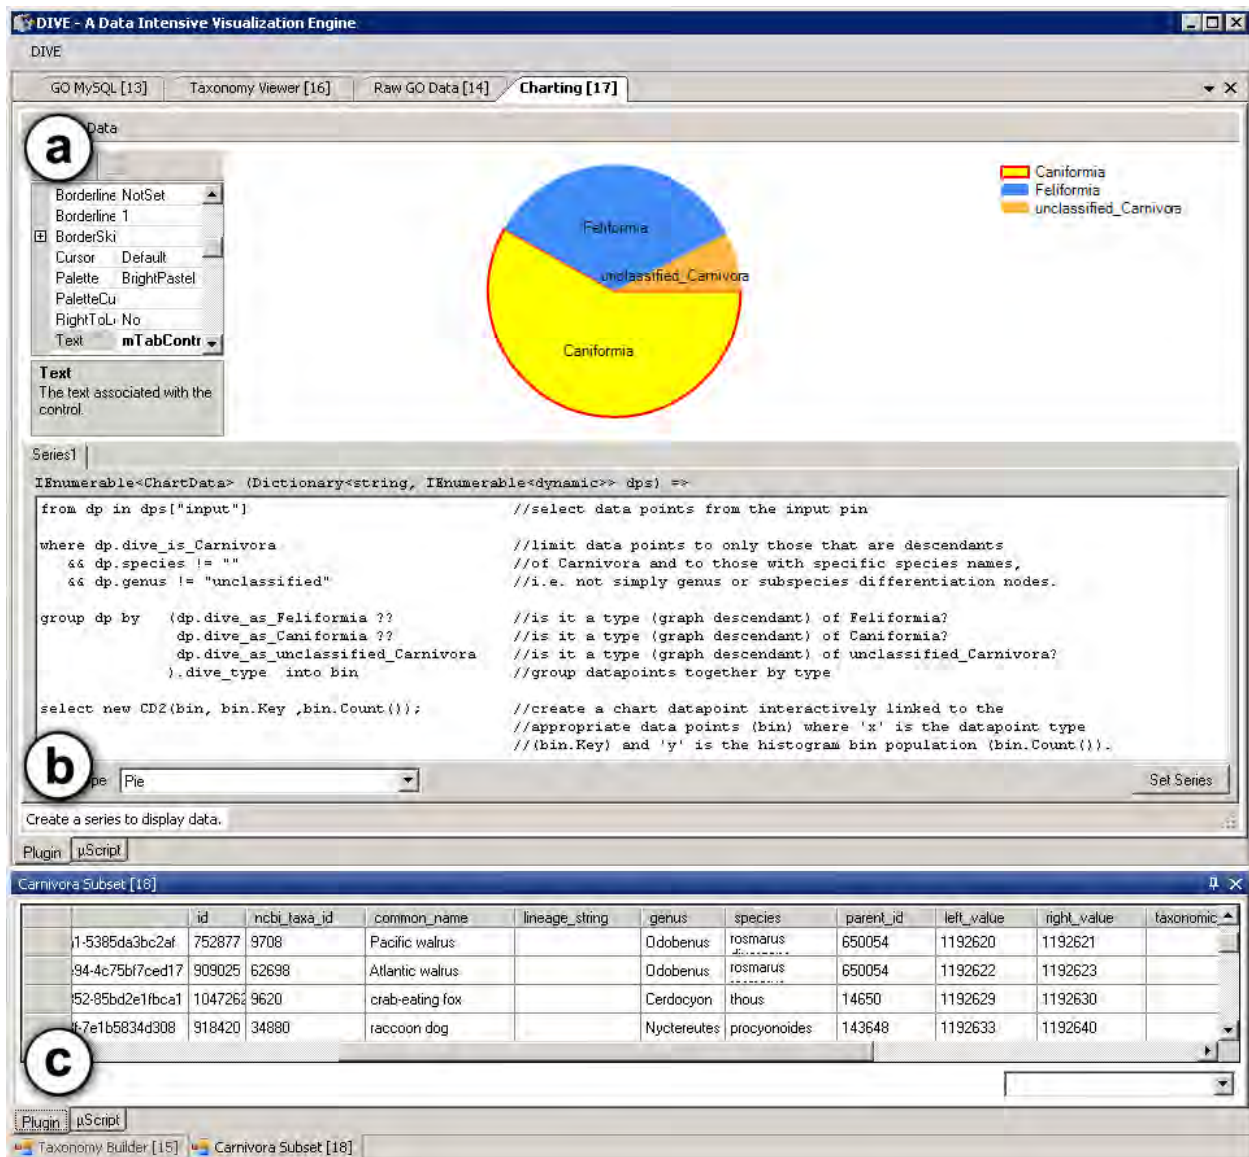 DIVE - A Data Intensive Visualization Engine
DIVE
GO MySQL [13] Taxonomy Viewer [16] Raw GO Data [14] Charting [17]
Data
a
Borderline NotSet
Borderline 1
BorderSki
Cursor Default
Palette BrightPastel
PaletteCu
RightToL No
Text mTabContr
Text
The text associated with the
control.
Feliformia
unclassified_Carnivora
Caniformia
Caniformia
Feliformia
unclassified_Carnivora
Series1
IEnumerable<ChartData> (Dictionary<string, IEnumerable<dynamic>> dps) =>
from dp in dps["input"] //select data points from the input pin
where dp.dive_is_Carnivora //limit data points to only those that are descendants
&& dp.species != "" //of Carnivora and to those with specific species names,
&& dp.genus != "unclassified" //i.e. not simply genus or subspecies differentiation nodes.
group dp by (dp.dive_as_Feliformia ?? //is it a type (graph descendant) of Feliformia?
dp.dive_as_Caniformia ?? //is it a type (graph descendant) of Caniformia?
dp.dive_as_unclassified_Carnivora //is it a type (graph descendant) of unclassified_Carnivora?
).dive_type into bin //group datapoints together by type
select new CD2(bin, bin.Key ,bin.Count()); //create a chart datapoint interactively linked to the
//appropriate data points (bin) where 'x' is the datapoint type
//(bin.Key) and 'y' is the histogram bin population (bin.Count()).
b
pe Pie Set Series
Create a series to display data.
Plugin µScript
Carnivora Subset [18]
id ncbi_taxa_id common_name lineage_string genus species parent_id left_value right_value taxonomic_
1-5385da3bc2af 752877 9708 Pacific walrus Odobenus rosmarus 650054 1192620 1192621
94-4c75bf7ced17 909025 62698 Atlantic walrus Odobenus rosmarus 650054 1192622 1192623
52-85bd2e1fbca1 1047262 9620 crab-eating fox Cerdocyon thous 14650 1192629 1192630
f-7e1b5834d308 918420 34880 raccoon dog Nyctereutes procyonoides 143648 1192633 1192640
c
Plugin µScript
Taxonomy Builder [15] Carnivora Subset [18]